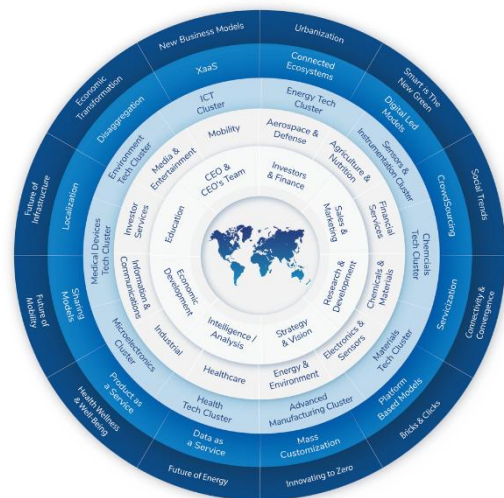 New Business Models
Urbanization
Smart is The
New Green
Social Trends
Connectivity &
Convergence
Bricks & Clicks
Innovating to Zero
Future of Energy
Health Wellness
& Well Being
Future of
Mobility
Future of
Infrastructure
Economic
Transformation
XaaS
Connected
Ecosystems
Digital Led
Models
CrowdSourcing
Servicization
Platform
Based Models
Mass
Customization
Data as
a Service
Product as
a Service
Sharing
Models
Localization
Disaggregation
ICT
Cluster
Energy Tech
Cluster
Sensors &
Instrumentation Cluster
Chemcials
Tech Cluster
Materials
Tech Cluster
Advanced
Manufacturing Cluster
Health
Tech Cluster
Microelectronics
Cluster
Medical Devices
Tech Cluster
Environment
Tech Cluster
Mobility
Aerospace &
Defense
Agriculture &
Nutrition
Financial
Services
Chemicals &
Materials
Electronics &
Sensors
Energy &
Environment
Healthcare
Industrial
Information &
Communications
Investor
Services
Media &
Entertainment
CEO &
CEO's Team
Investors
& Finance
Sales &
Marketing
Research &
Development
Strategy
& Vision
Intelligence /
Analysis
Economic
Development
Education